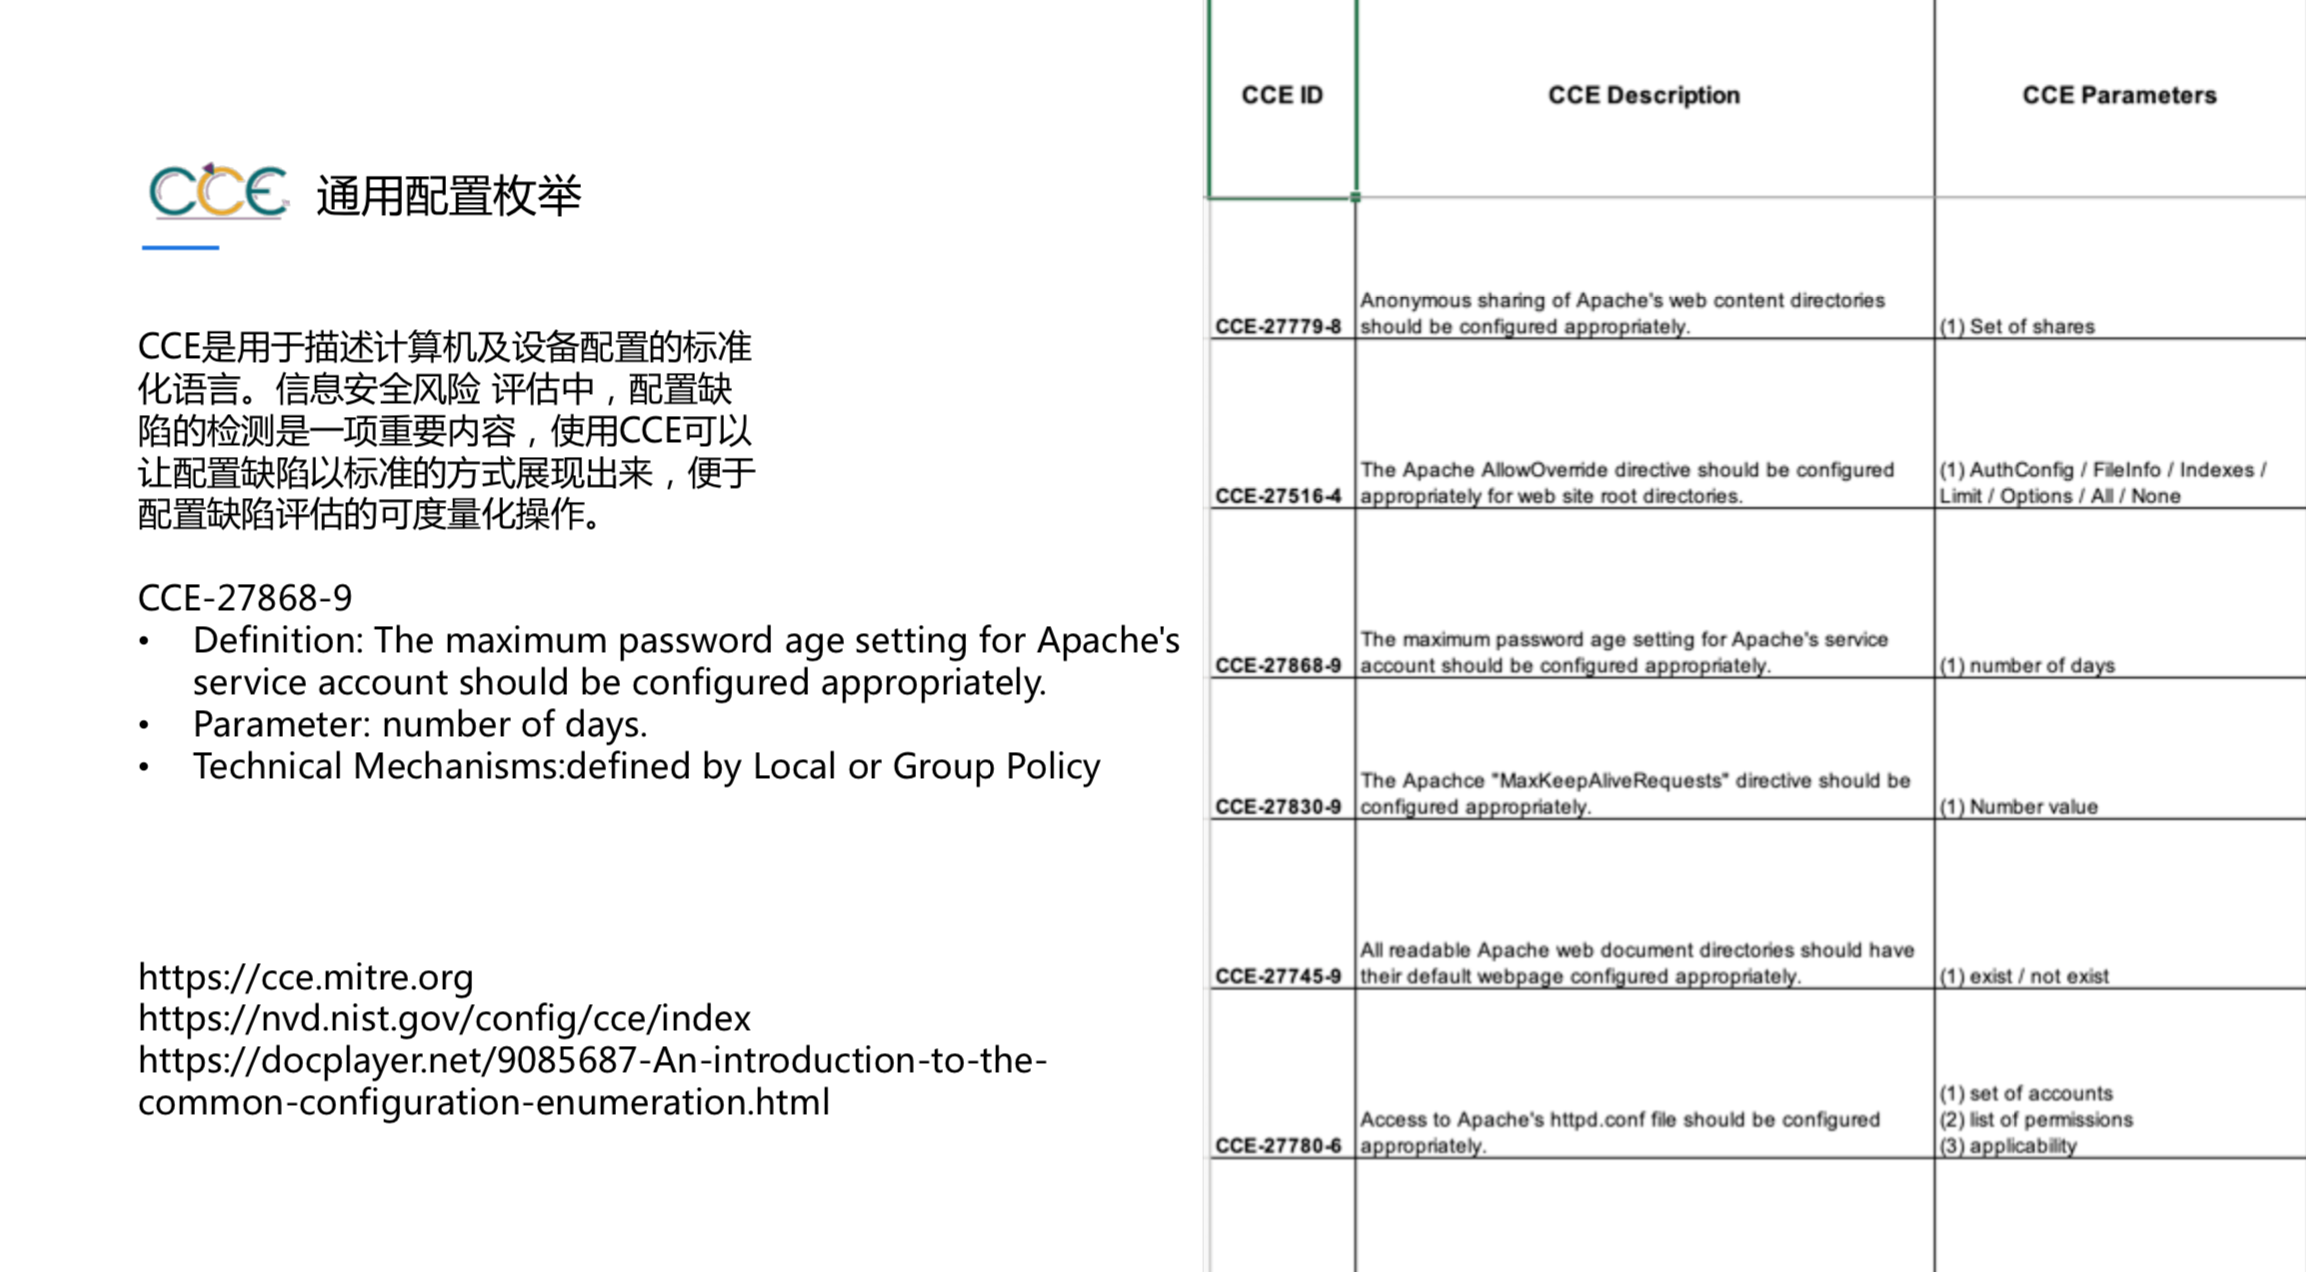 CCE 通用配置枚举
CCE是用于描述计算机及设备配置的标准
化语言。信息安全风险 评估中，配置缺
陷的检测是一项重要内容，使用CCE可以
让配置缺陷以标准的方式展现出来，便于
配置缺陷评估的可度量化操作。
CCE-27868-9
• Definition: The maximum password age setting for Apache's
service account should be configured appropriately.
• Parameter: number of days.
• Technical Mechanisms:defined by Local or Group Policy
https://cce.mitre.org
https://nvd.nist.gov/config/cce/index
https://docplayer.net/9085687-An-introduction-to-the-
common-configuration-enumeration.html
CCE ID CCE Description CCE Parameters
Anonymous sharing of Apache's web content directories
CCE-27779-8 should be configured appropriately. (1) Set of shares
The Apache AllowOverride directive should be configured (1) AuthConfig / FileInfo / Indexes /
CCE-27516-4 appropriately for web site root directories. Limit / Options / All / None
The maximum password age setting for Apache's service
CCE-27868-9 account should be configured appropriately. (1) number of days
The Apachce "MaxKeepAliveRequests" directive should be
CCE-27830-9 configured appropriately. (1) Number value
All readable Apache web document directories should have
CCE-27745-9 their default webpage configured appropriately. (1) exist / not exist
(1) set of accounts
Access to Apache's httpd.conf file should be configured (2) list of permissions
CCE-27780-6 appropriately. (3) applicability